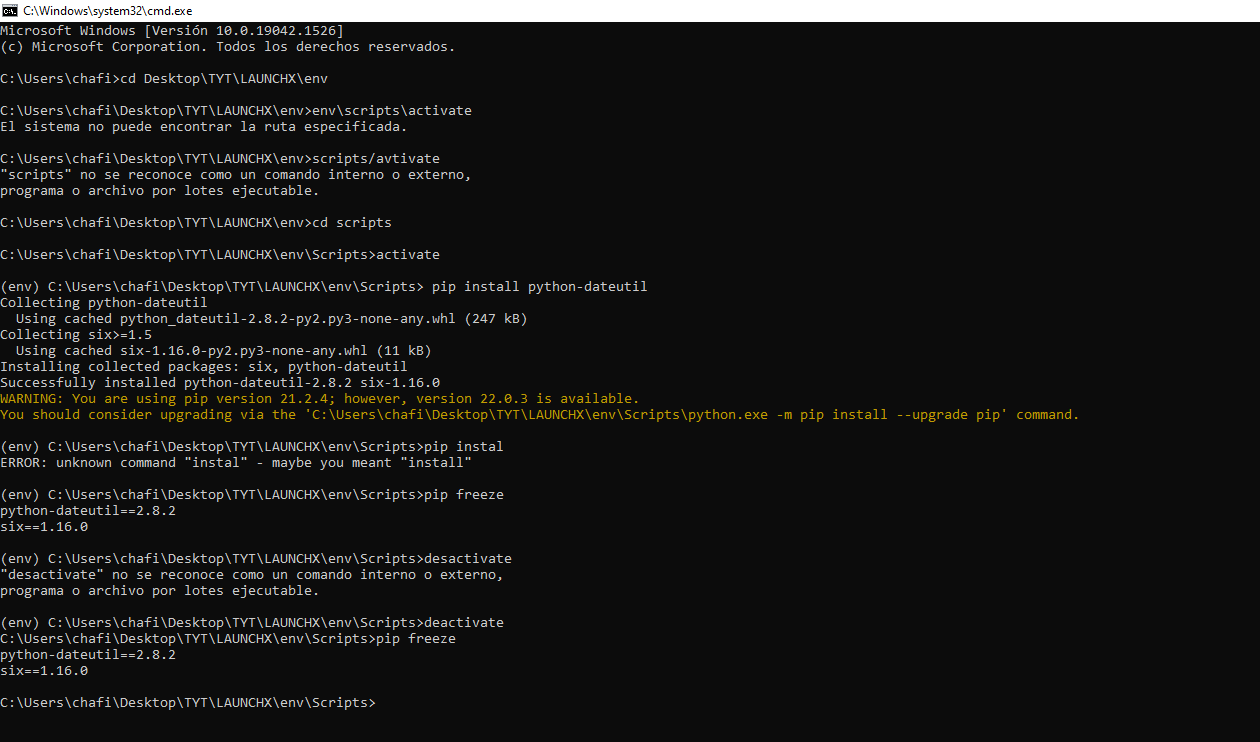 C:\Windows\system32\cmd.exe
Microsoft Windows [Versión 10.0.19042.1526]
(c) Microsoft Corporation. Todos los derechos reservados.
C:\Users\chafi>cd Desktop\TYT\LAUNCHX\env
C:\Users\chafi\Desktop\TYT\LAUNCHX\env>env\scripts\activate
El sistema no puede encontrar la ruta especificada.
C:\Users\chafi\Desktop\TYT\LAUNCHX\env>scripts/avtivate
"scripts" no se reconoce como un comando interno o externo,
programa o archivo por lotes ejecutable.
C:\Users\chafi\Desktop\TYT\LAUNCHX\env>cd scripts
C:\Users\chafi\Desktop\TYT\LAUNCHX\env\Scripts>activate
(env) C:\Users\chafi\Desktop\TYT\LAUNCHX\env\Scripts> pip install python-dateutil
Collecting python-dateutil
  Using cached python_dateutil-2.8.2-py2.py3-none-any.whl (247 kB)
Collecting six>=1.5
  Using cached six-1.16.0-py2.py3-none-any.whl (11 kB)
Installing collected packages: six, python-dateutil
Successfully installed python-dateutil-2.8.2 six-1.16.0
WARNING: You are using pip version 21.2.4; however, version 22.0.3 is available.
You should consider upgrading via the 'C:\Users\chafi\Desktop\TYT\LAUNCHX\env\Scripts\python.exe -m pip install --upgrade pip' command.
(env) C:\Users\chafi\Desktop\TYT\LAUNCHX\env\Scripts>pip instal
ERROR: unknown command "instal" - maybe you meant "install"
(env) C:\Users\chafi\Desktop\TYT\LAUNCHX\env\Scripts>pip freeze
python-dateutil==2.8.2
six==1.16.0
(env) C:\Users\chafi\Desktop\TYT\LAUNCHX\env\Scripts>desactivate
"desactivate" no se reconoce como un comando interno o externo,
programa o archivo por lotes ejecutable.
(env) C:\Users\chafi\Desktop\TYT\LAUNCHX\env\Scripts>deactivate
C:\Users\chafi\Desktop\TYT\LAUNCHX\env\Scripts>pip freeze
python-dateutil==2.8.2
six==1.16.0
C:\Users\chafi\Desktop\TYT\LAUNCHX\env\Scripts>